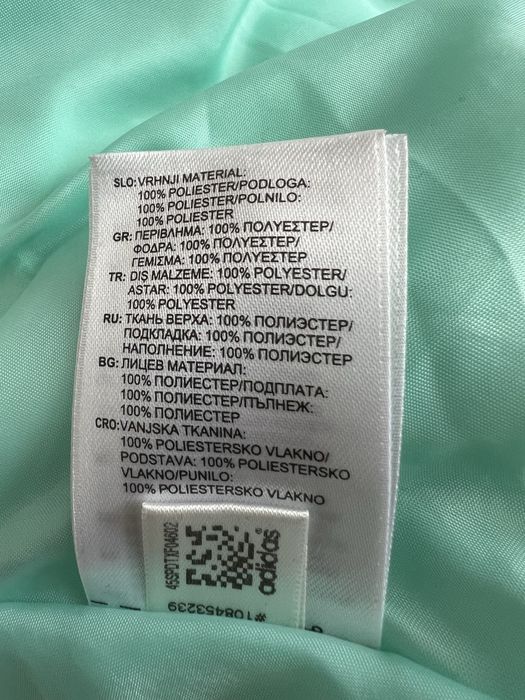 SLO: VRHNJI MATERIAL:
100% POLIESTER/PODLOGA:
100% POLIESTER/POLNILO:
100% POLIESTER
GR: ΠΕΡΙΒΛΗΜΑ: 100% ΠΟΛΥΕΣΤΕΡ/
ΦΟΔΡΑ: 100% ΠΟΛΥΕΣΤΕΡ/
ΓΕΜΙΣΜΑ: 100% ΠΟΛΥΕΣΤΕΡ
TR: DIŞ MALZEME: 100% POLYESTER/
ASTAR: 100% POLYESTER/DOLGU:
100% POLYESTER
RU: ТКАНЬ ВЕРХА: 100% ПОЛИЭСТЕР/
ПОДКЛАДКА: 100% ПОЛИЭСТЕР/
НАПОЛНЕНИЕ: 100% ПОЛИЭСТЕР
BG: ЛИЦЕВ МАТЕРИАЛ:
100% ПОЛИЕСТЕР/ПОДПЛАТА:
100% ПОЛИЕСТЕР/ПЪЛНЕЖ:
100% ПОЛИЕСТЕР
CRO: VANJSKA TKANINA:
100% POLIESTERSKO VLAKNO/
PODSTAVA: 100% POLIESTERSKO
VLAKNO/PUNILO:
100% POLIESTERSKO VLAKNO
45SPDT1XF04602
adidas
#108453239